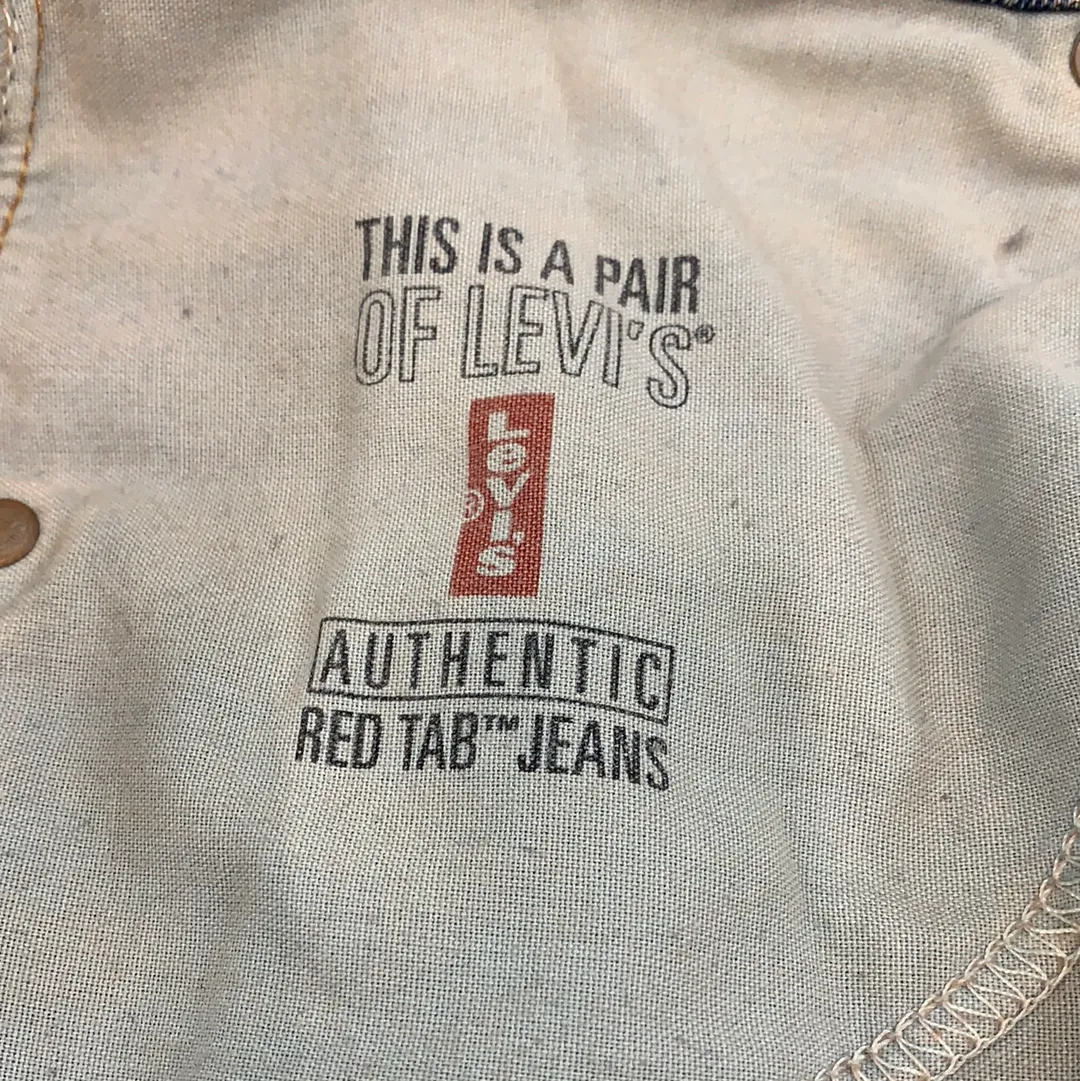 THIS IS A PAIR
OF LEVI'S®
LEVI'S
®
AUTHENTIC
RED TAB™ JEANS